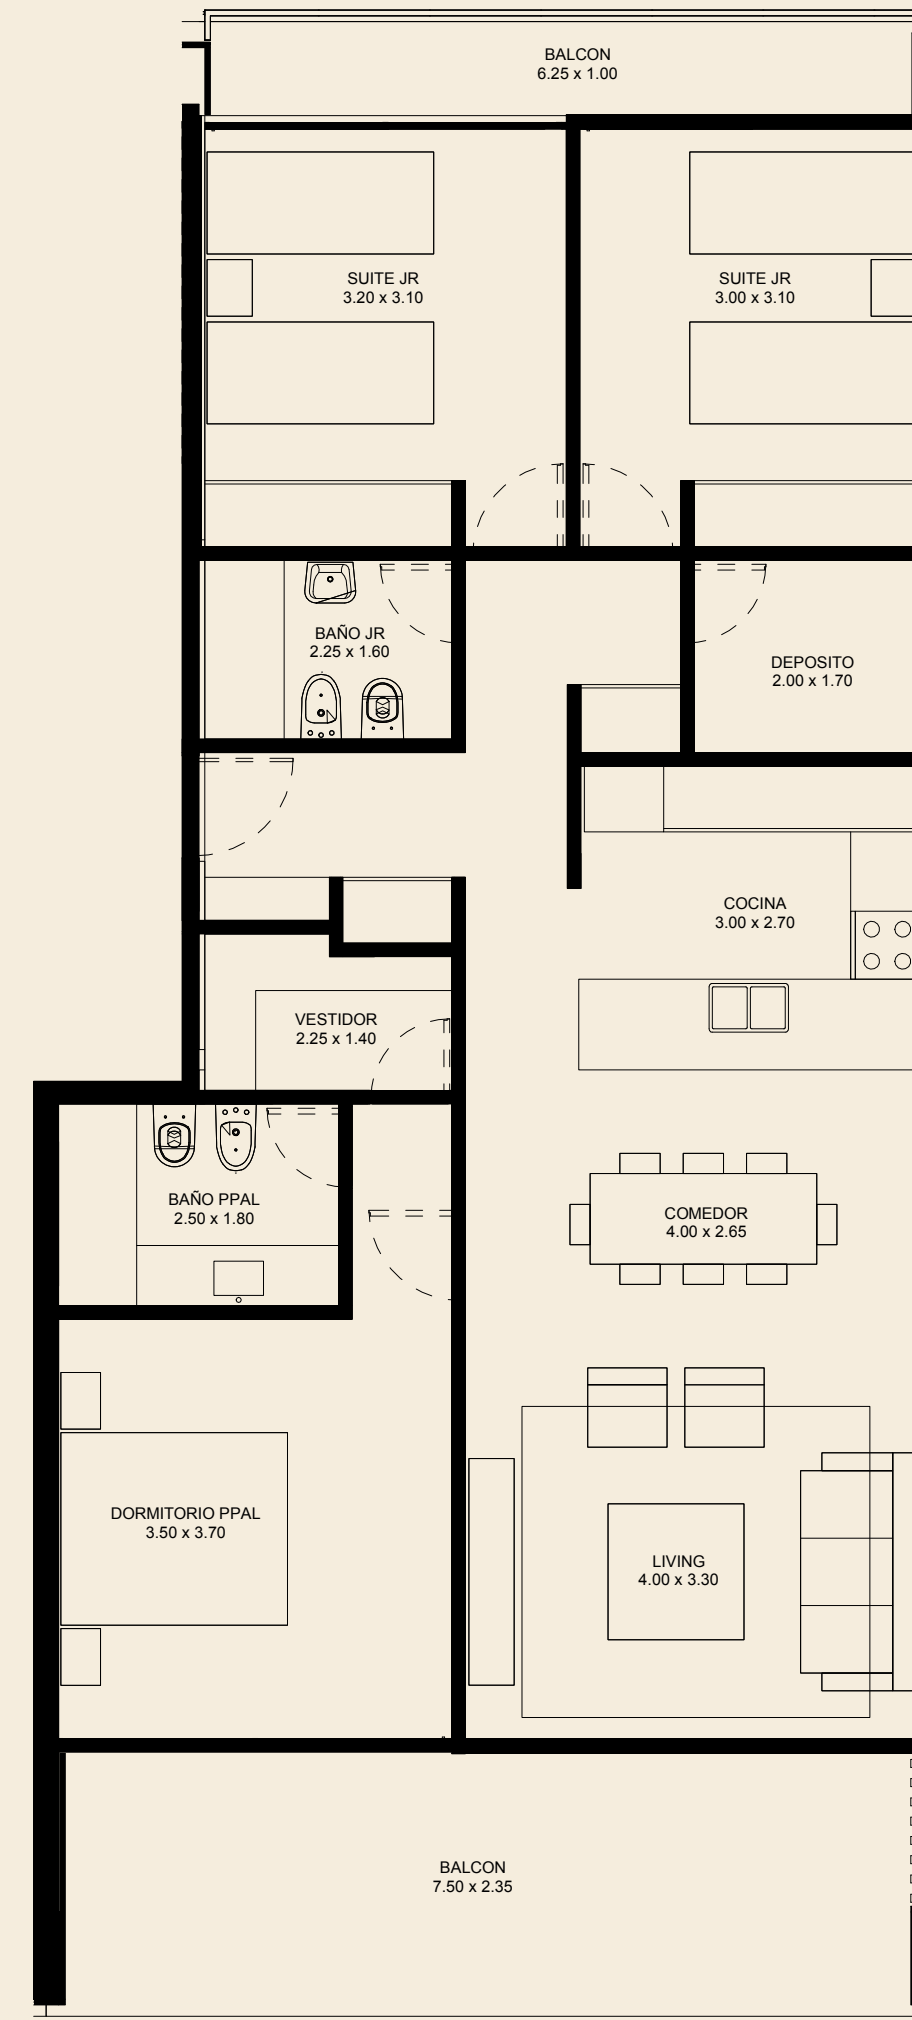 BALCON
6.25 x 1.00
SUITE JR
3.20 x 3.10
SUITE JR
3.00 x 3.10
BAÑO JR
2.25 x 1.60
DEPOSITO
2.00 x 1.70
COCINA
3.00 x 2.70
VESTIDOR
2.25 x 1.40
BAÑO PPAL
2.50 x 1.80
COMEDOR
4.00 x 2.65
DORMITORIO PPAL
3.50 x 3.70
LIVING
4.00 x 3.30
BALCON
7.50 x 2.35